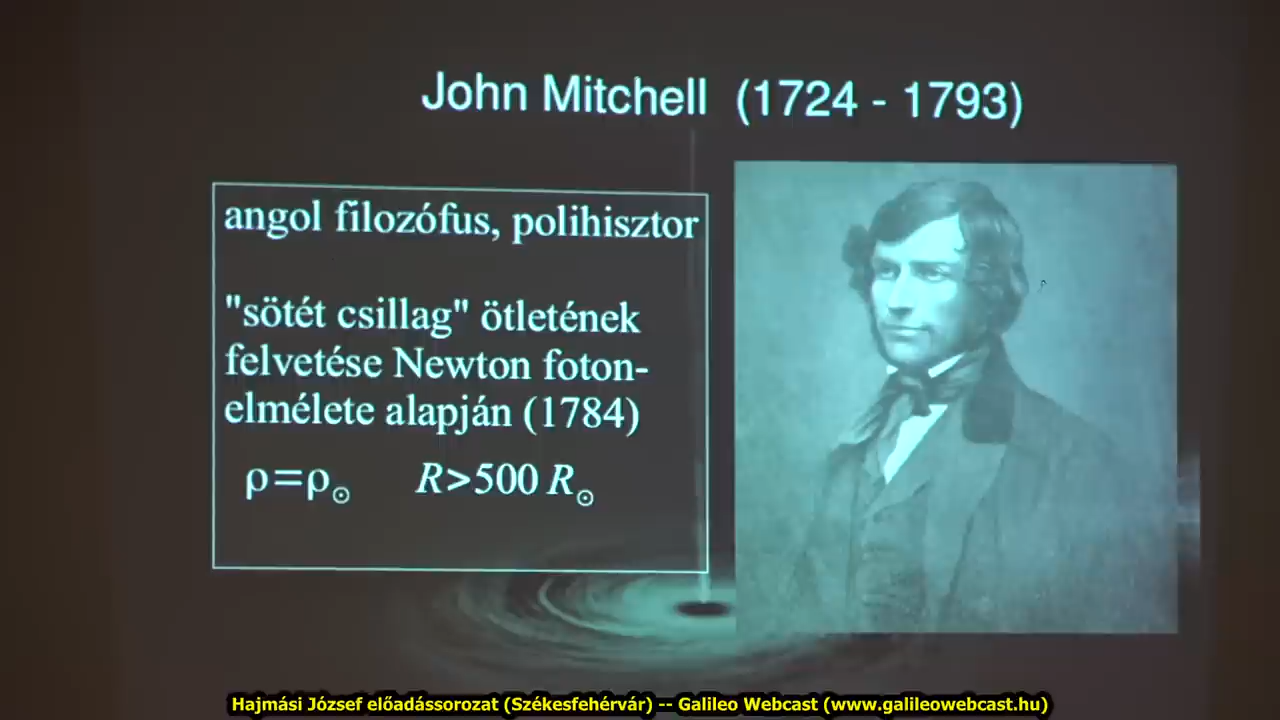 John Mitchell (1724 - 1793)
angol filozófus, polihisztor
"sötét csillag" ötletének
felvetése Newton foton-
elmélete alapján (1784)
ρ=ρ☉ R>500 R☉
Hajmási József előadássorozat (Székesfehérvár) -- Galileo Webcast (www.galileowebcast.hu)